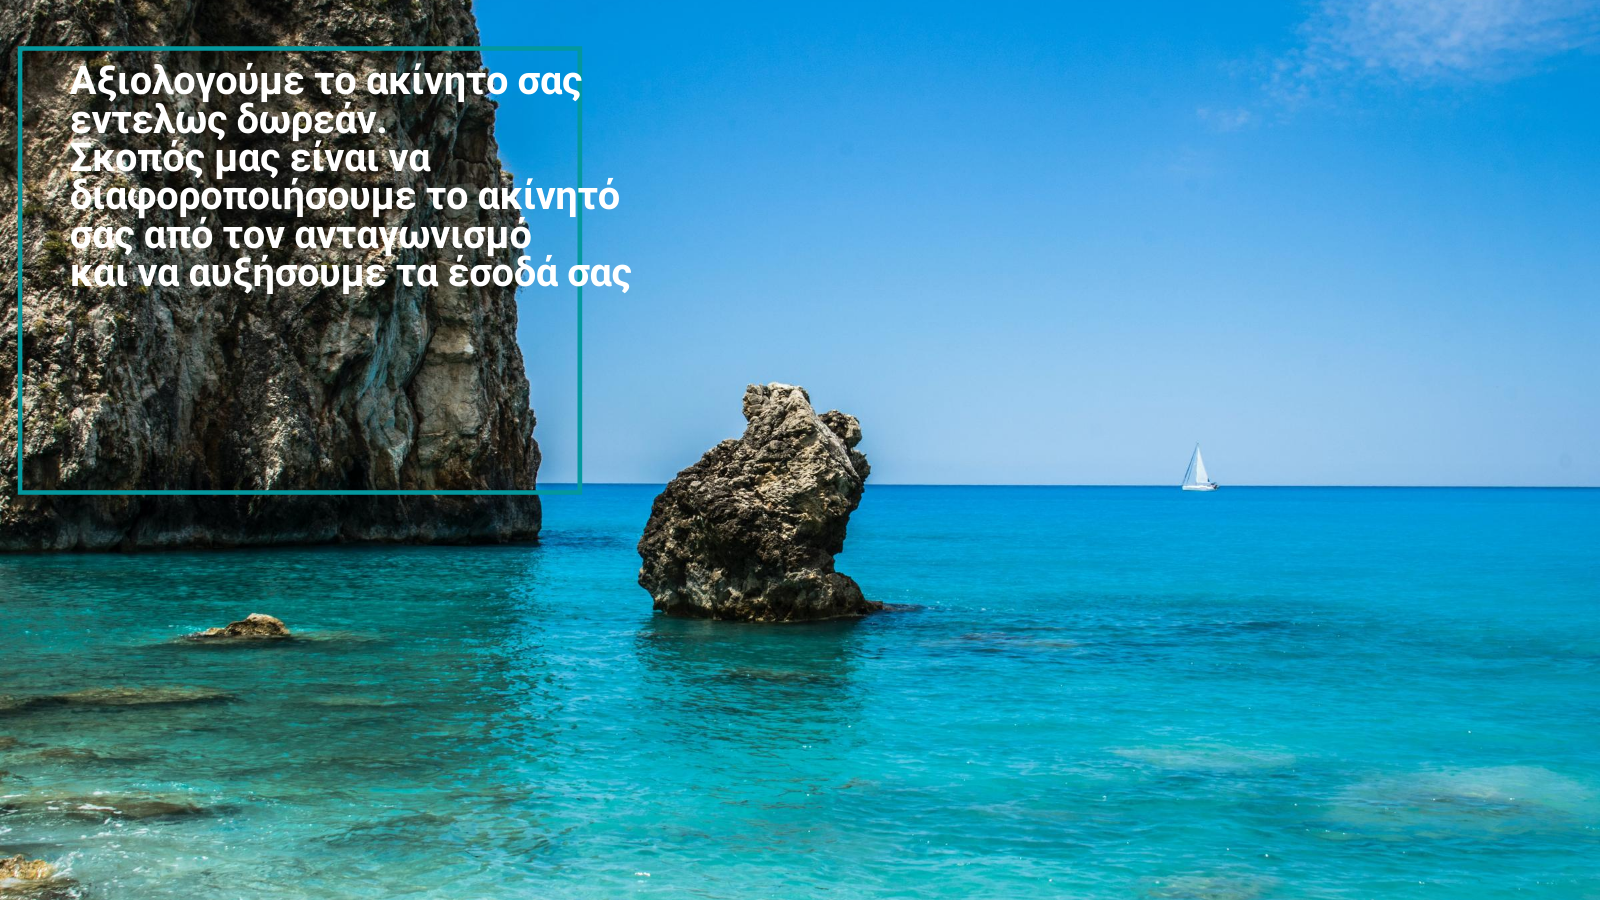 Αξιολογούμε το ακίνητο σας
εντελως δωρεάν.
Σκοπός μας είναι να
διαφοροποιήσουμε το ακίνητό
σας από τον ανταγωνισμό
και να αυξήσουμε τα έσοδά σας